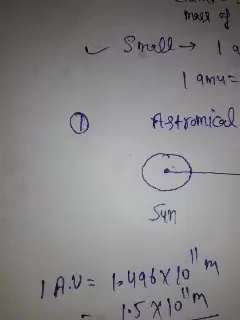 mass of
✓ Small → 1 a
1 amu =
① Astromical
Sun
1 A.U = 1.496 × 10¹¹ m
= 1.5 × 10¹¹ m